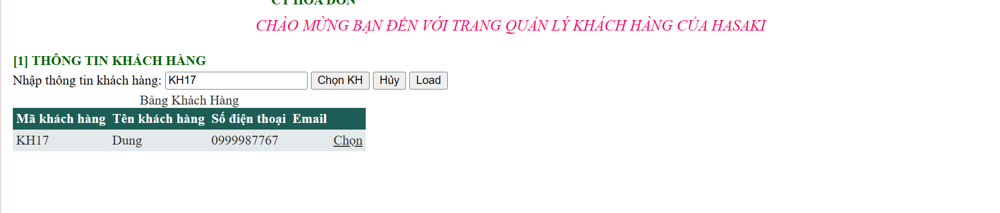 CHÀO MỪNG BẠN ĐẾN VỚI TRANG QUẢN LÝ KHÁCH HÀNG CỦA HASAKI
[1] THÔNG TIN KHÁCH HÀNG
Nhập thông tin khách hàng: KH17 Chọn KH Hủy Load
Bảng Khách Hàng
Mã khách hàng Tên khách hàng Số điện thoại Email
KH17 Dung 0999987767 Chọn